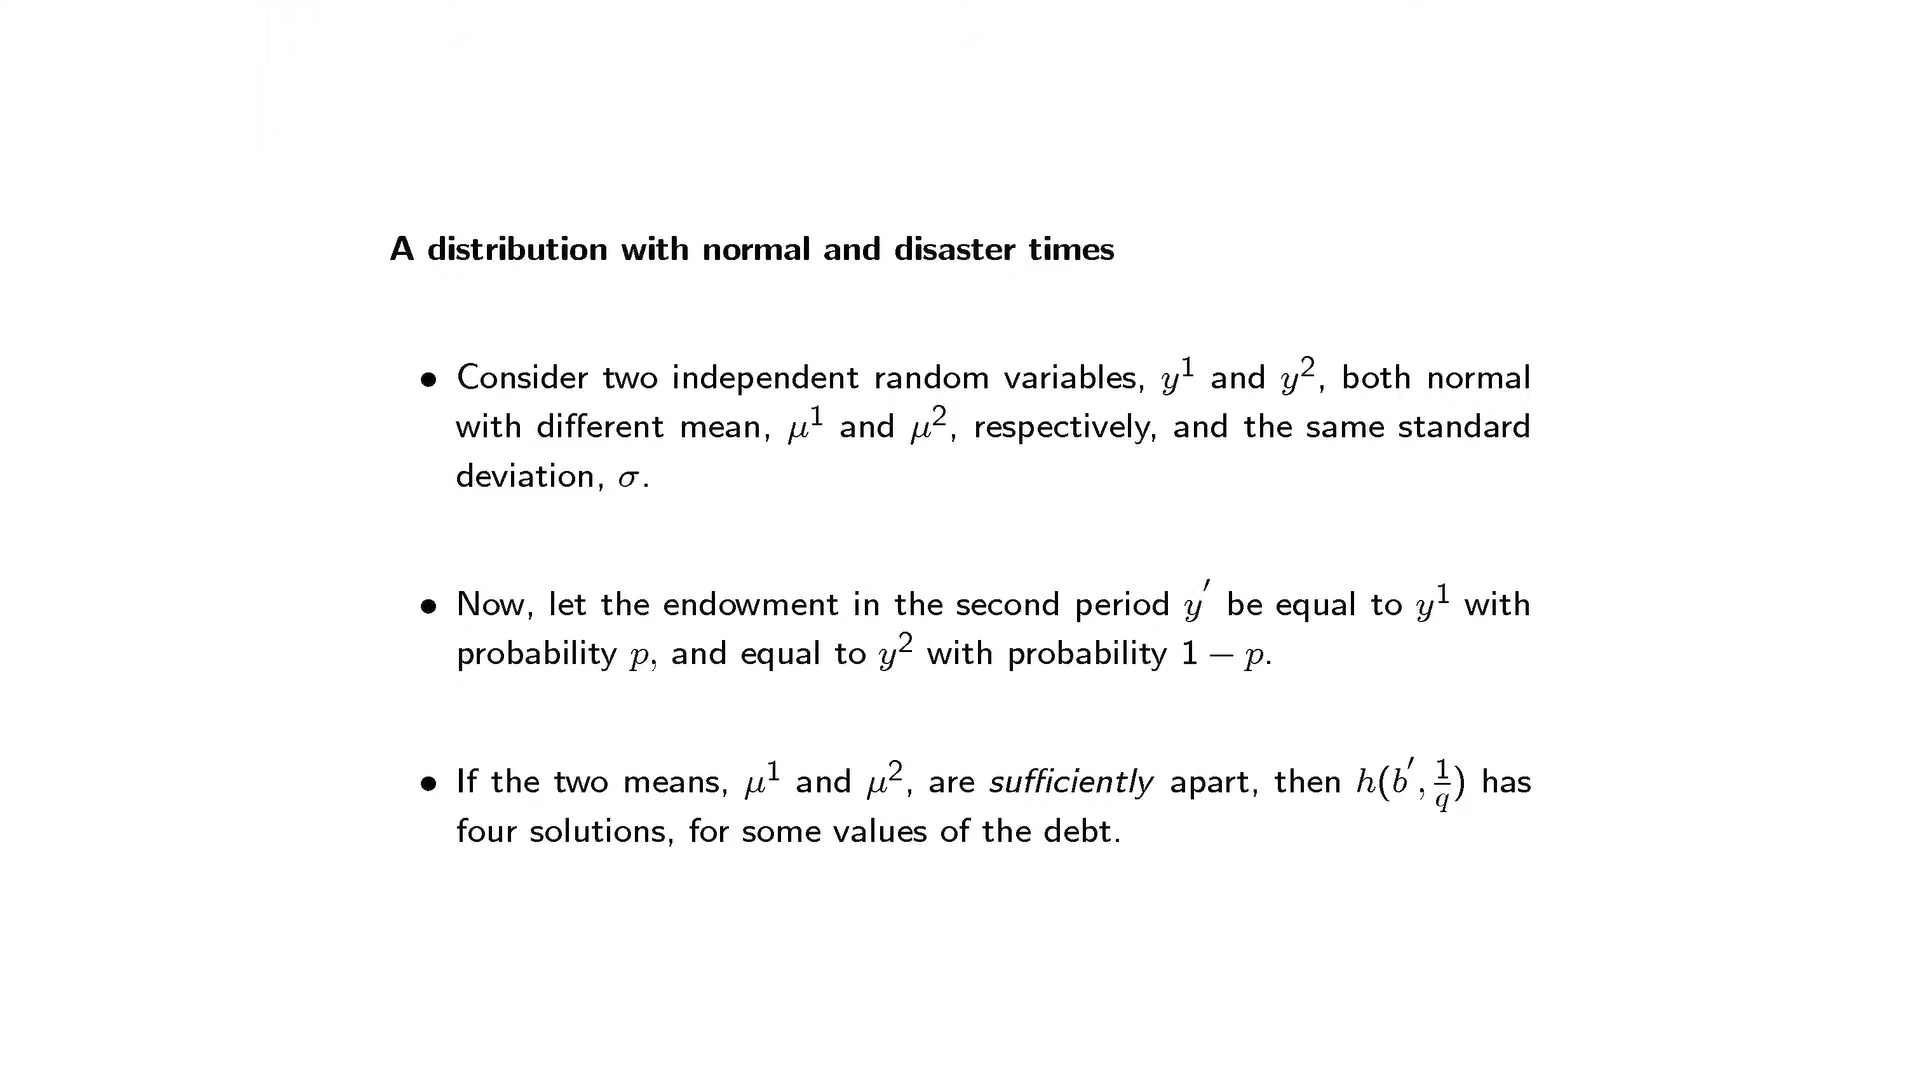 A distribution with normal and disaster times
• Consider two independent random variables, y¹ and y², both normal
with different mean, μ¹ and μ², respectively, and the same standard
deviation, σ.
• Now, let the endowment in the second period y′ be equal to y¹ with
probability p, and equal to y² with probability 1 − p.
• If the two means, μ¹ and μ², are sufficiently apart, then h(b′, 1/q) has
four solutions, for some values of the debt.